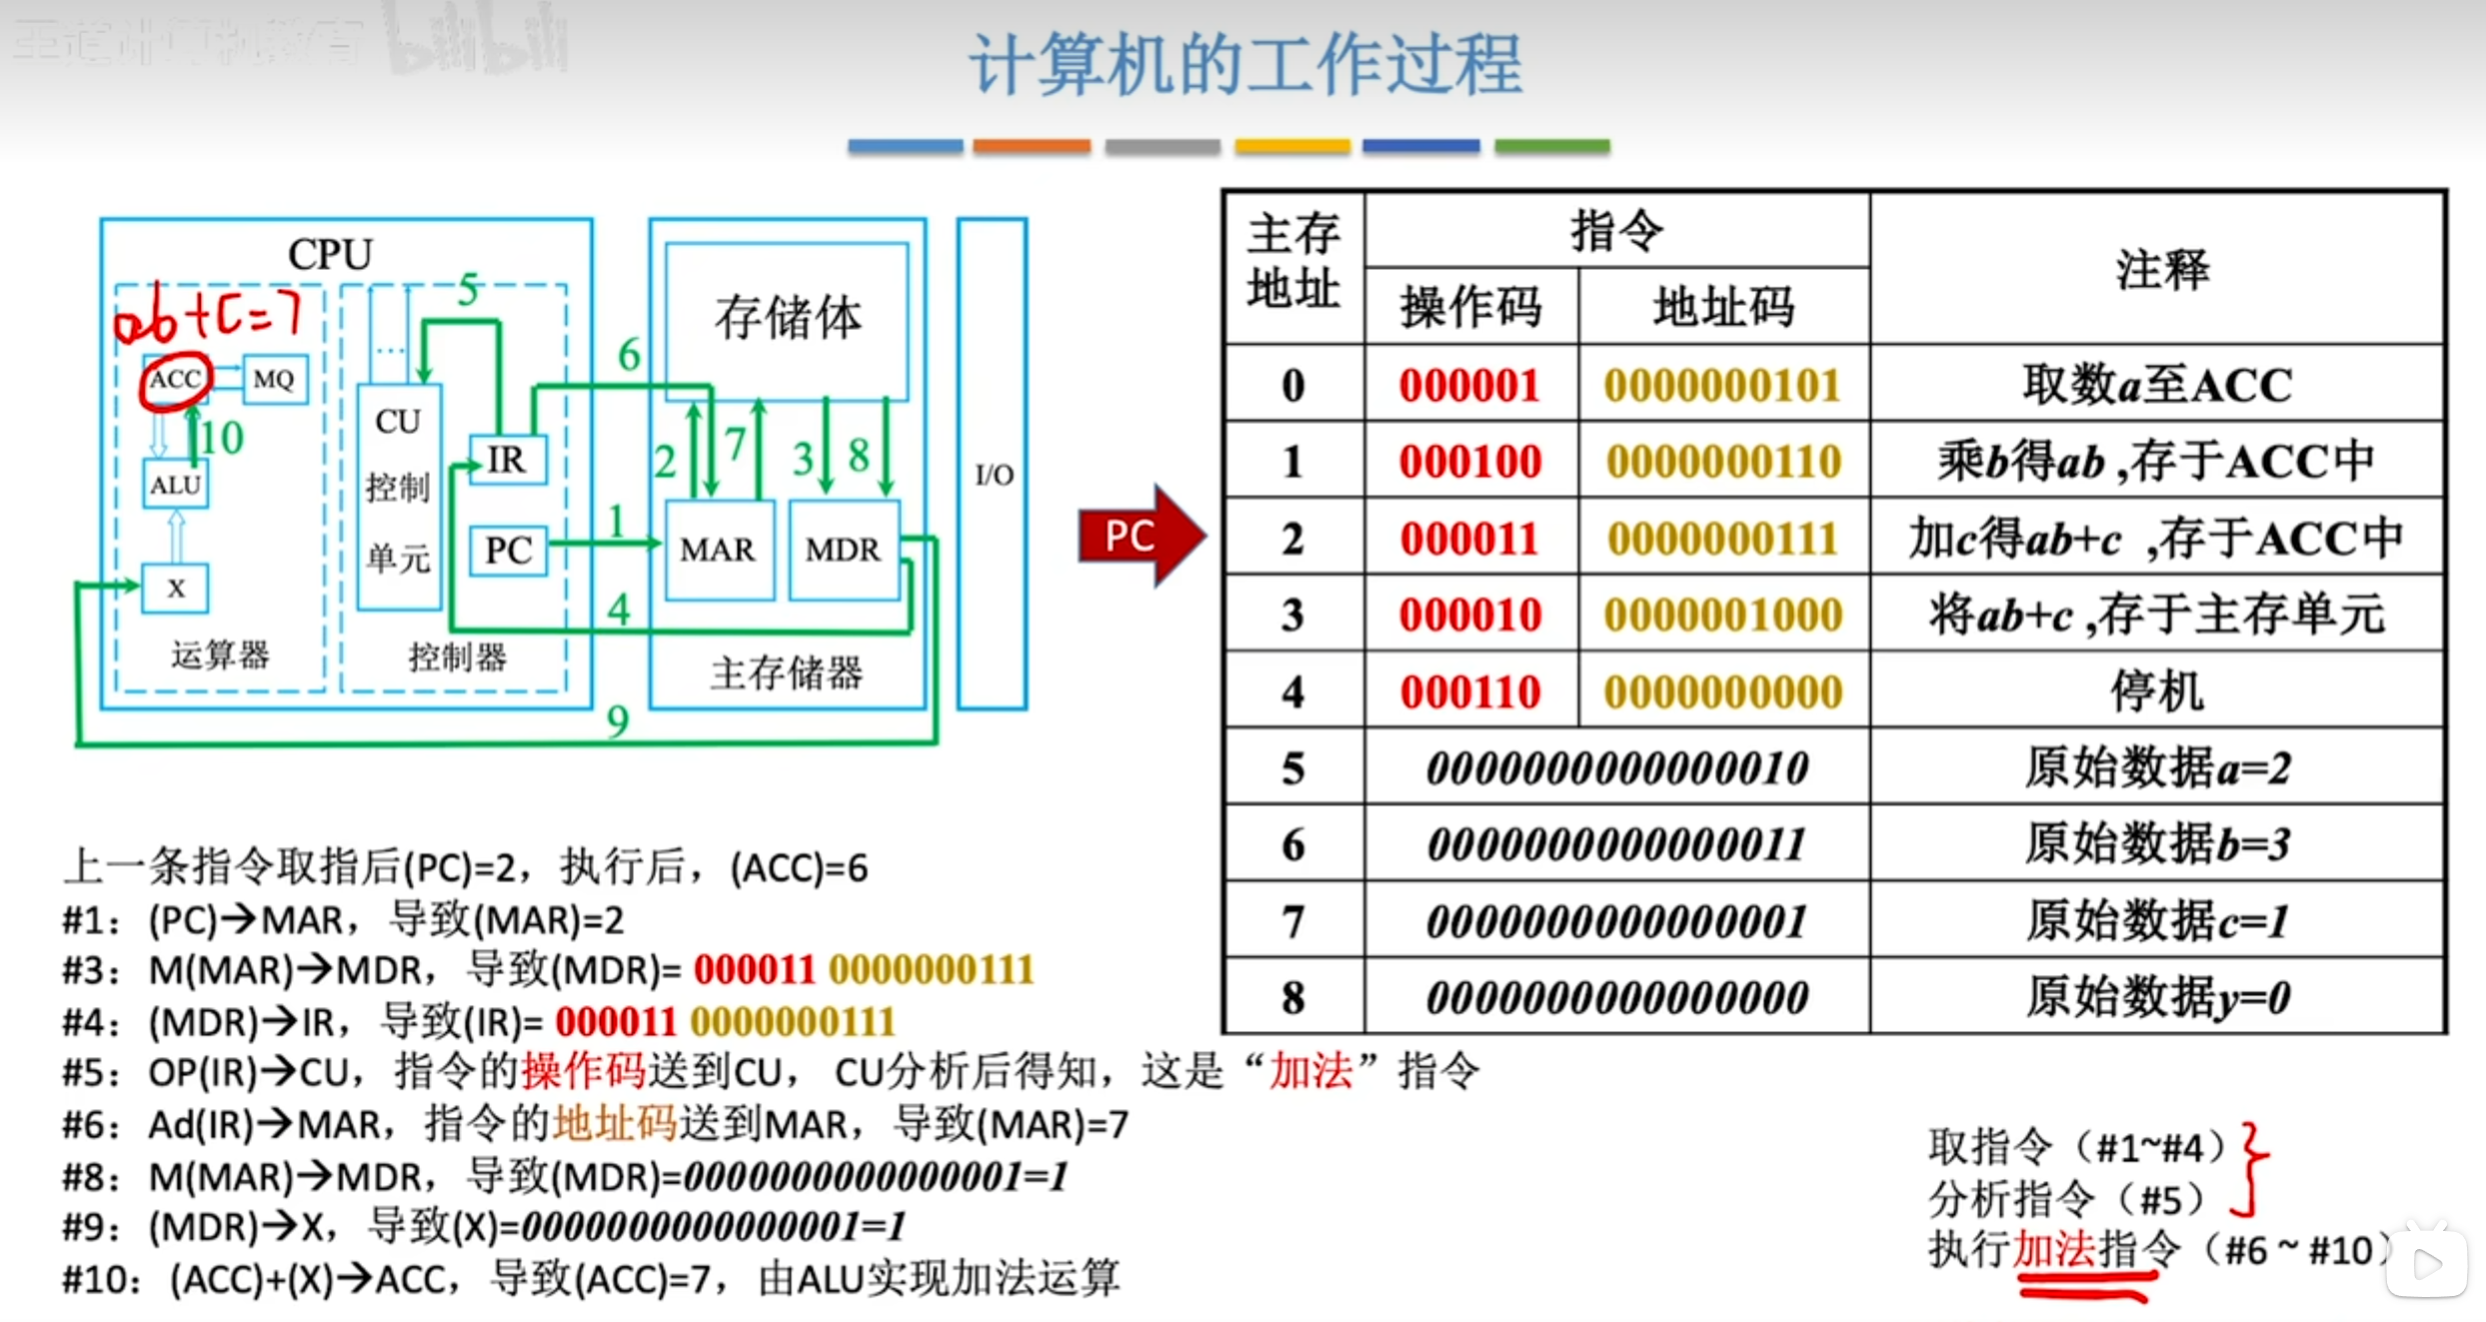 王道计算机教育 bilibili
计算机的工作过程
CPU
ab+c=7
ACC
MQ
10
ALU
X
运算器
5
...
CU
控制
单元
IR
PC
控制器
6
1
4
9
存储体
2
7
3
8
MAR
MDR
主存储器
I/O
PC
主存地址 指令 注释
操作码 地址码
0 000001 0000000101 取数a至ACC
1 000100 0000000110 乘b得ab ,存于ACC中
2 000011 0000000111 加c得ab+c ,存于ACC中
3 000010 0000001000 将ab+c ,存于主存单元
4 000110 0000000000 停机
5 0000000000000010 原始数据a=2
6 0000000000000011 原始数据b=3
7 0000000000000001 原始数据c=1
8 0000000000000000 原始数据y=0
上一条指令取指后(PC)=2，执行后，(ACC)=6
#1：(PC)→MAR，导致(MAR)=2
#3：M(MAR)→MDR，导致(MDR)= 000011 0000000111
#4：(MDR)→IR，导致(IR)= 000011 0000000111
#5：OP(IR)→CU，指令的操作码送到CU， CU分析后得知，这是“加法”指令
#6：Ad(IR)→MAR，指令的地址码送到MAR，导致(MAR)=7
#8：M(MAR)→MDR，导致(MDR)=0000000000000001=1
#9：(MDR)→X，导致(X)=0000000000000001=1
#10：(ACC)+(X)→ACC，导致(ACC)=7，由ALU实现加法运算
取指令（#1~#4）
分析指令（#5）
执行加法指令（#6 ~ #10）